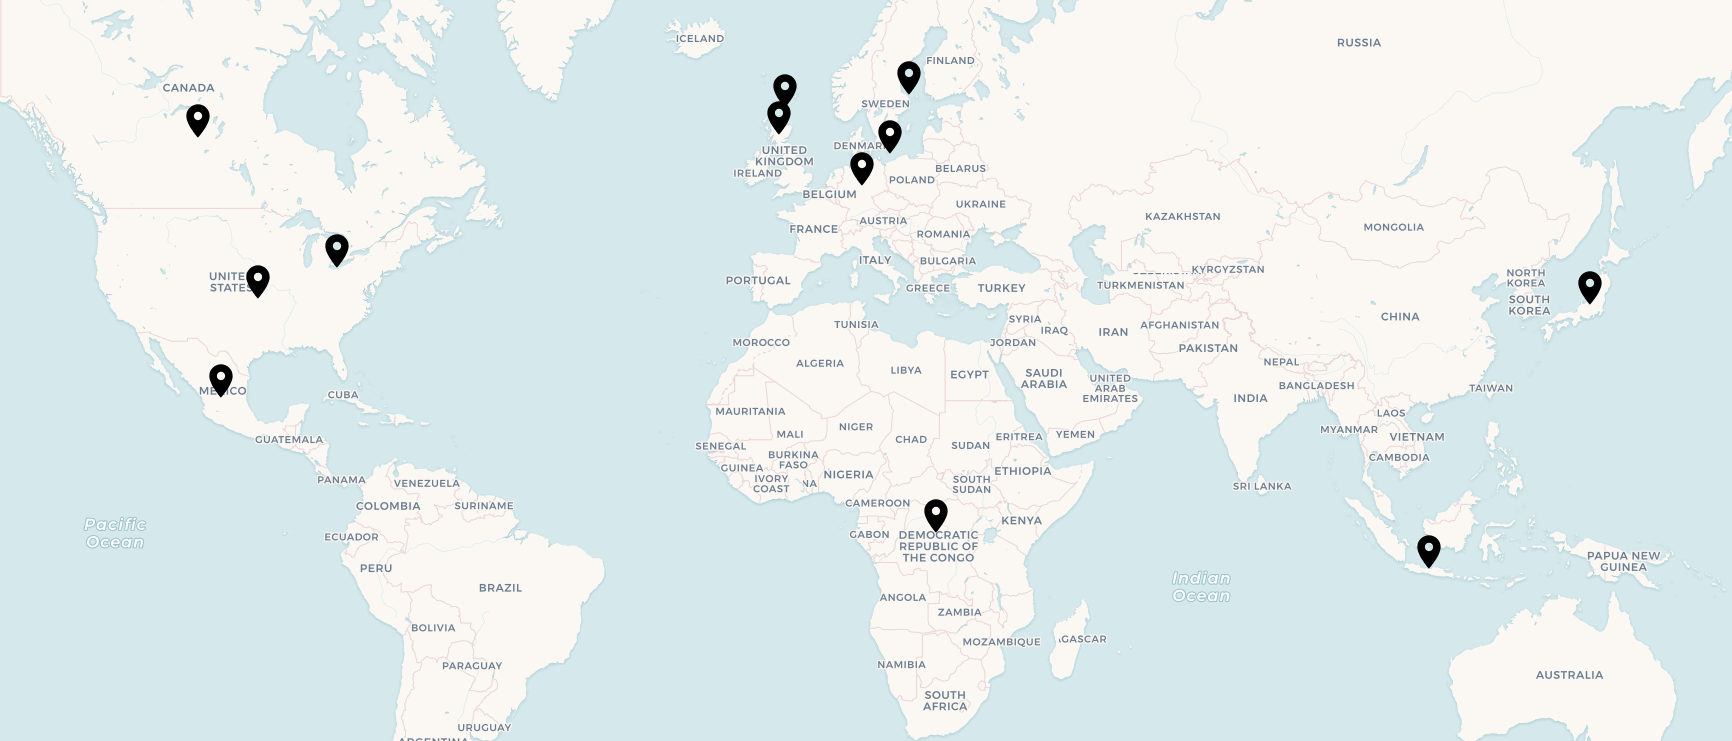 ICELAND
RUSSIA
FINLAND
CANADA
SWEDEN
DENMARK
UNITED
KINGDOM
IRELAND
BELARUS
POLAND
BELGIUM
UKRAINE
KAZAKHSTAN
AUSTRIA
FRANCE
MONGOLIA
ROMANIA
ITALY
BULGARIA
KYRGYZSTAN
UNITE
STATES
PORTUGAL
GREECE
TURKEY
TURKMENISTAN
NORTH
KOREA
SOUTH
KOREA
TUNISIA
SYRIA
IRAQ
IRAN
AFGHANISTAN
CHINA
MOROCCO
JORDAN
PAKISTAN
ALGERIA
LIBYA
EGYPT
SAUDI
ARABIA
NEPAL
UNITED
ARAB
EMIRATES
BANGLADESH
TAIWAN
MEXICO
CUBA
INDIA
MAURITANIA
LAOS
NIGER
MYANMAR
VIETNAM
GUATEMALA
MALI
CHAD
SUDAN
ERITREA
YEMEN
SENEGAL
BURKINA
FASO
CAMBODIA
GUINEA
IVORY
COAST
NA
NIGERIA
ETHIOPIA
PANAMA
VENEZUELA
SOUTH
SUDAN
SRI LANKA
COLOMBIA
SURINAME
CAMEROON
Pacific
Ocean
KENYA
ECUADOR
GABON
DEMOCRATIC
REPUBLIC OF
THE CONGO
PAPUA NEW
GUINEA
PERU
BRAZIL
Indian
Ocean
ANGOLA
ZAMBIA
BOLIVIA
MOZAMBIQUE
GASCAR
PARAGUAY
NAMIBIA
AUSTRALIA
SOUTH
AFRICA
URUGUAY
ARGENTINA